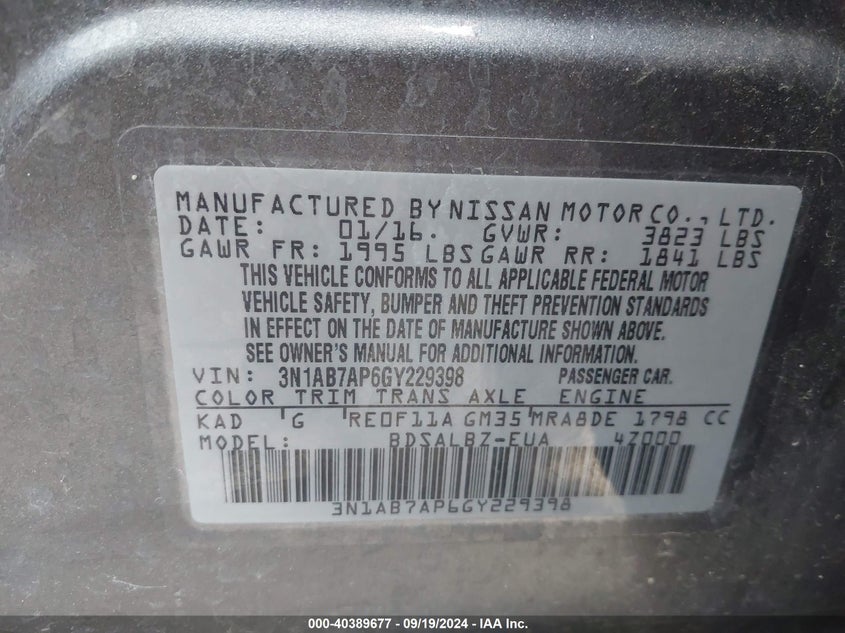 MANUFACTURED BY NISSAN MOTOR CO., LTD.
DATE: 01/16. GVWR: 3823 LBS
GAWR FR: 1995 LBS GAWR RR: 1841 LBS
THIS VEHICLE CONFORMS TO ALL APPLICABLE FEDERAL MOTOR
VEHICLE SAFETY, BUMPER AND THEFT PREVENTION STANDARDS
IN EFFECT ON THE DATE OF MANUFACTURE SHOWN ABOVE.
SEE OWNER'S MANUAL FOR ADDITIONAL INFORMATION.
VIN: 3N1AB7AP6GY229398 PASSENGER CAR.
COLOR TRIM TRANS AXLE ENGINE
KAD G RE0F11A GM35 MRA8DE 1798 CC
MODEL: BDSALBZ-EUA 4Z000
3N1AB7AP6GY229398
000-40389677 - 09/19/2024 - IAA Inc.